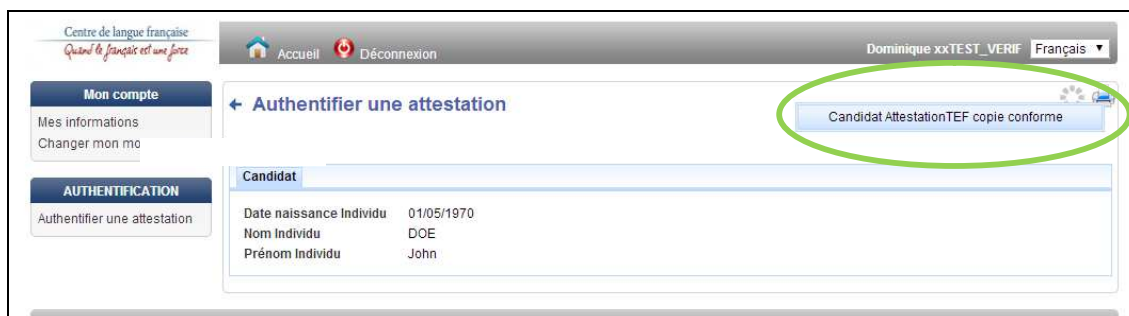 Centre de langue française
Quand le français est une force
Accueil Déconnexion
Dominique xxTEST_VERIF Français
Mon compte
Mes informations
Changer mon mo
AUTHENTIFICATION
Authentifier une attestation
Authentifier une attestation
Candidat AttestationTEF copie conforme
Candidat
Date naissance Individu 01/05/1970
Nom Individu DOE
Prénom Individu John